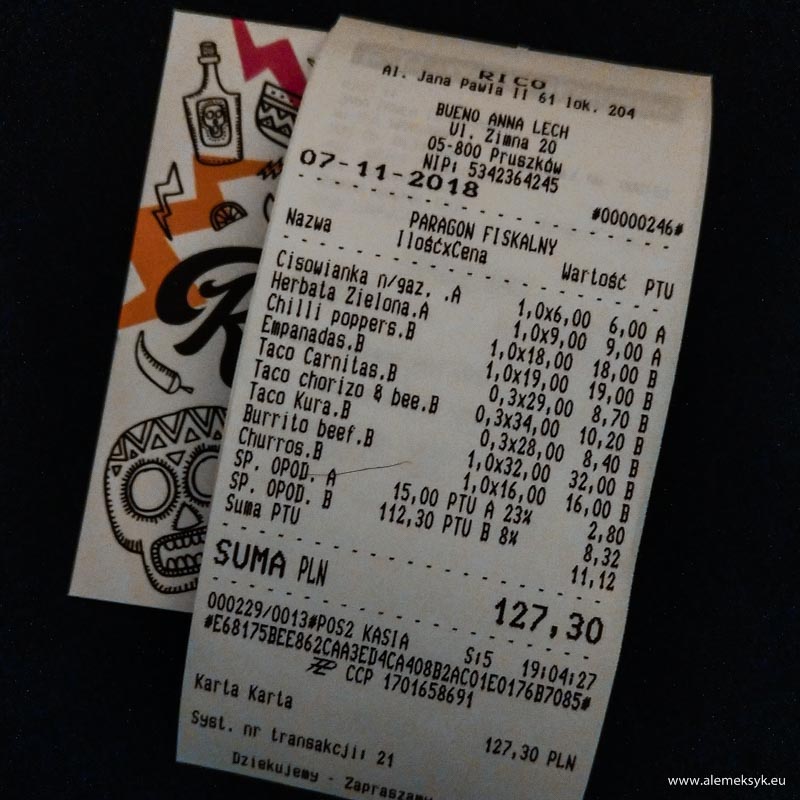 RICO
Al. Jana Pawla II 61 lok. 204
BUENO ANNA LECH
Ul. Zimna 20
05-800 Pruszków
NIP: 5342364245
07-11-2018 #00000246#
PARAGON FISKALNY
Nazwa IlośćxCena Wartość PTU
Cisowianka n/gaz. .A 1,0x6,00 6,00 A
Herbata Zielona.A 1,0x9,00 9,00 A
Chilli poppers.B 1,0x18,00 18,00 B
Empanadas.B 1,0x19,00 19,00 B
Taco Carnitas.B 0,3x29,00 8,70 B
Taco chorizo & bee.B 0,3x34,00 10,20 B
Taco Kura.B 0,3x28,00 8,40 B
Burrito beef.B 1,0x32,00 32,00 B
Churros.B 1,0x16,00 16,00 B
SP. OPOD. A 15,00 PTU A 23% 2,80
SP. OPOD. B 112,30 PTU B 8% 8,32
Suma PTU 11,12
SUMA PLN 127,30
000229/0013#POS2 KASIA S:5 19:04:27
#E68175BEE862CAA3ED4CA408B2AC01E0176B7085#
CCP 1701658691
Karta Karta 127,30 PLN
Syst. nr transakcji: 21
Dziekujemy - Zapraszamy
www.alemeksyk.eu